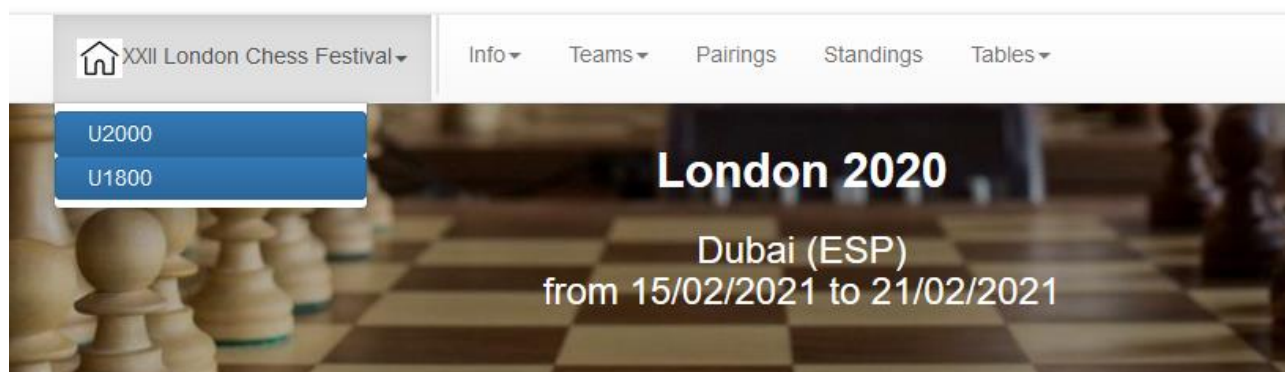 XXII London Chess Festival Info Teams Pairings Standings Tables
U2000
U1800
London 2020
Dubai (ESP)
from 15/02/2021 to 21/02/2021